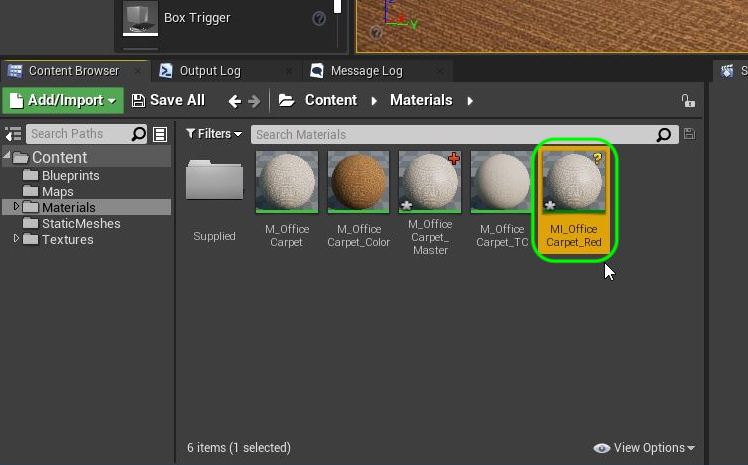 Box Trigger
Y
Content Browser
Output Log
Message Log
S
Add/Import
Save All
Content
Materials
Search Paths
Filters
Search Materials
Content
Blueprints
Maps
Materials
StaticMeshes
Textures
Supplied
M_Office
Carpet
M_Office
Carpet_Color
M_Office
Carpet_
Master
M_Office
Carpet_TC
MI_Office
Carpet_Red
6 items (1 selected)
View Options